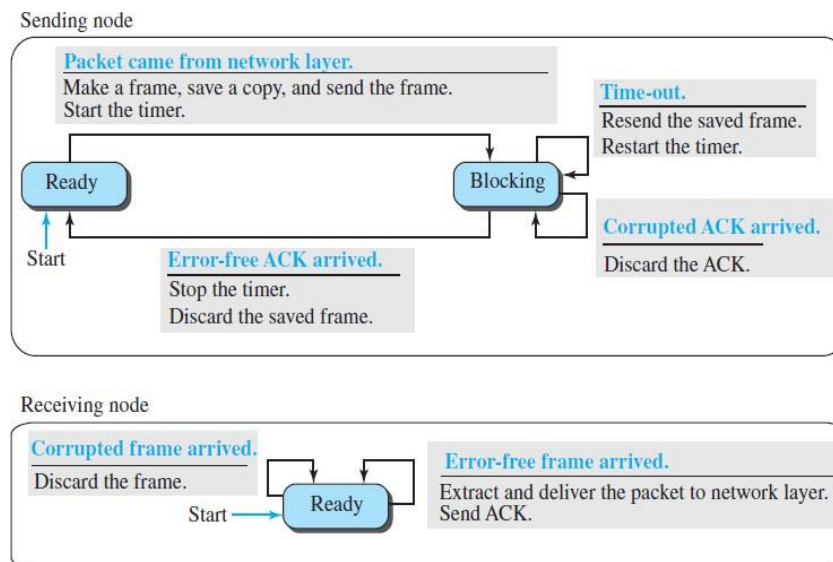 Sending node
Packet came from network layer.
Make a frame, save a copy, and send the frame.
Start the timer.
Time-out.
Resend the saved frame.
Restart the timer.
Ready
Blocking
Start
Error-free ACK arrived.
Stop the timer.
Discard the saved frame.
Corrupted ACK arrived.
Discard the ACK.
Receiving node
Corrupted frame arrived.
Discard the frame.
Start
Ready
Error-free frame arrived.
Extract and deliver the packet to network layer.
Send ACK.